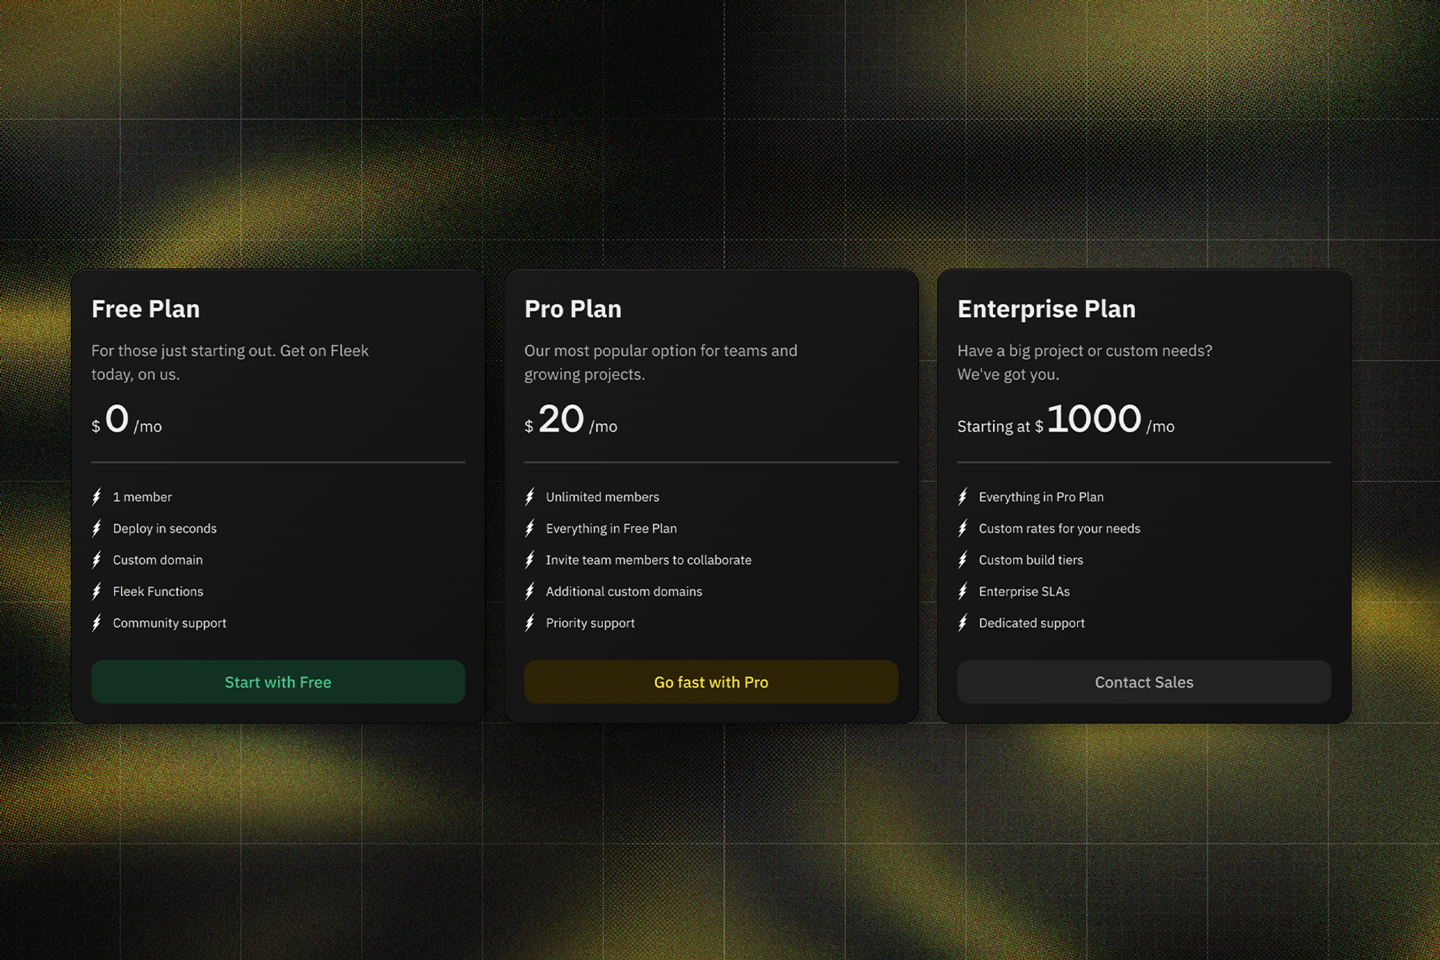 Free Plan
For those just starting out. Get on Fleek
today, on us.
$ 0 /mo
1 member
Deploy in seconds
Custom domain
Fleek Functions
Community support
Start with Free
Pro Plan
Our most popular option for teams and
growing projects.
$ 20 /mo
Unlimited members
Everything in Free Plan
Invite team members to collaborate
Additional custom domains
Priority support
Go fast with Pro
Enterprise Plan
Have a big project or custom needs?
We've got you.
Starting at $ 1000 /mo
Everything in Pro Plan
Custom rates for your needs
Custom build tiers
Enterprise SLAs
Dedicated support
Contact Sales